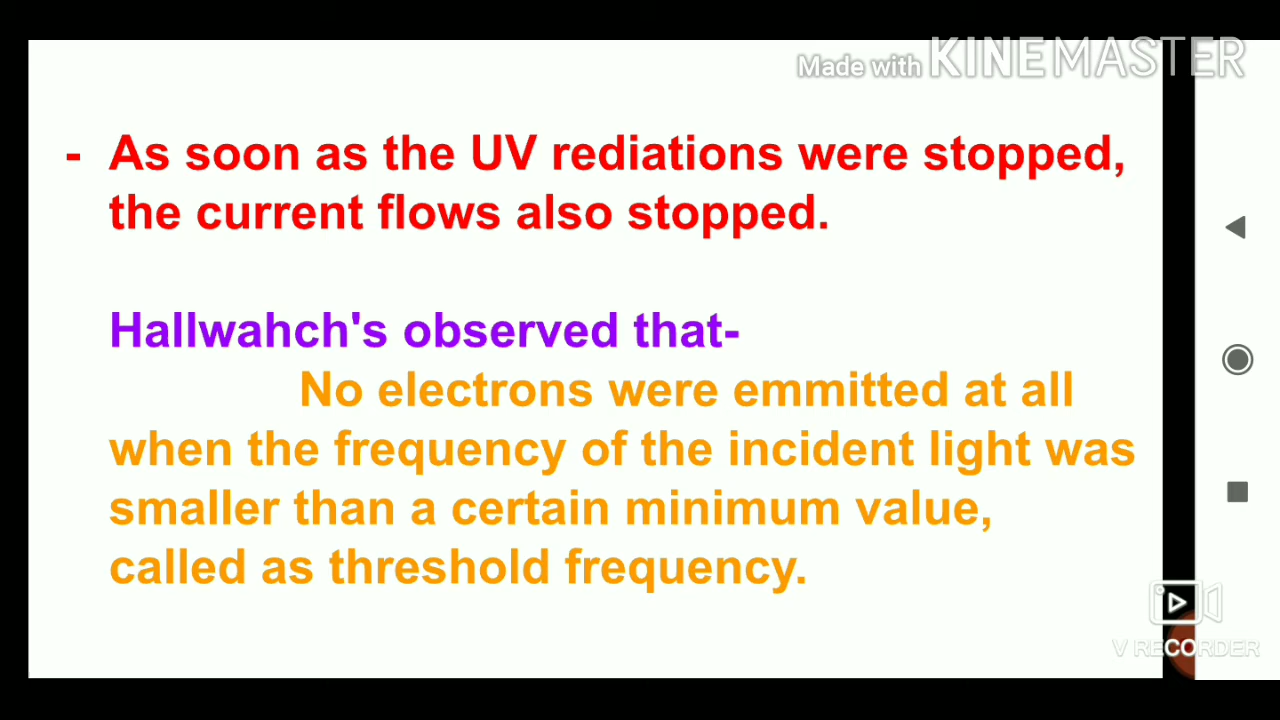 Made with KINEMASTER
- As soon as the UV rediations were stopped,
the current flows also stopped.
Hallwahch's observed that-
No electrons were emmitted at all
when the frequency of the incident light was
smaller than a certain minimum value,
called as threshold frequency.
V RECORDER